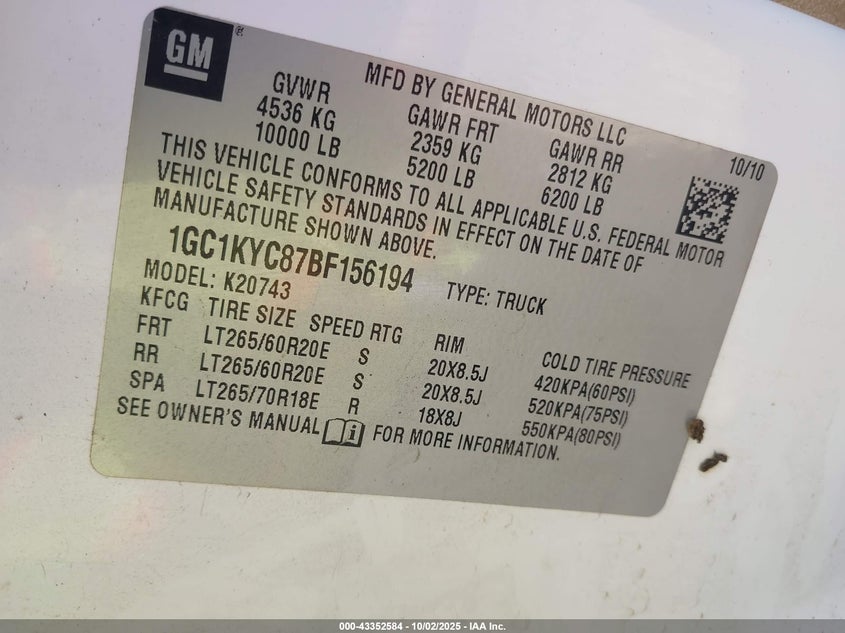 GM®
MFD BY GENERAL MOTORS LLC
GVWR GAWR FRT GAWR RR 10/10
4536 KG 2359 KG 2812 KG
10000 LB 5200 LB 6200 LB
THIS VEHICLE CONFORMS TO ALL APPLICABLE U.S. FEDERAL MOTOR
VEHICLE SAFETY STANDARDS IN EFFECT ON THE DATE OF
MANUFACTURE SHOWN ABOVE.
1GC1KYC87BF156194 TYPE: TRUCK
MODEL: K20743
KFCG TIRE SIZE SPEED RTG RIM COLD TIRE PRESSURE
FRT LT265/60R20E S 20X8.5J 420KPA(60PSI)
RR LT265/60R20E S 20X8.5J 520KPA(75PSI)
SPA LT265/70R18E R 18X8J 550KPA(80PSI)
SEE OWNER'S MANUAL i FOR MORE INFORMATION.
000-43352584 - 10/02/2025 - IAA Inc.